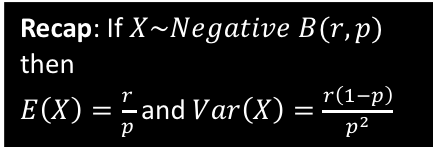 Recap: If X~Negative B(r, p)
then
E(X) = r/p and Var(X) = r(1−p)/p²